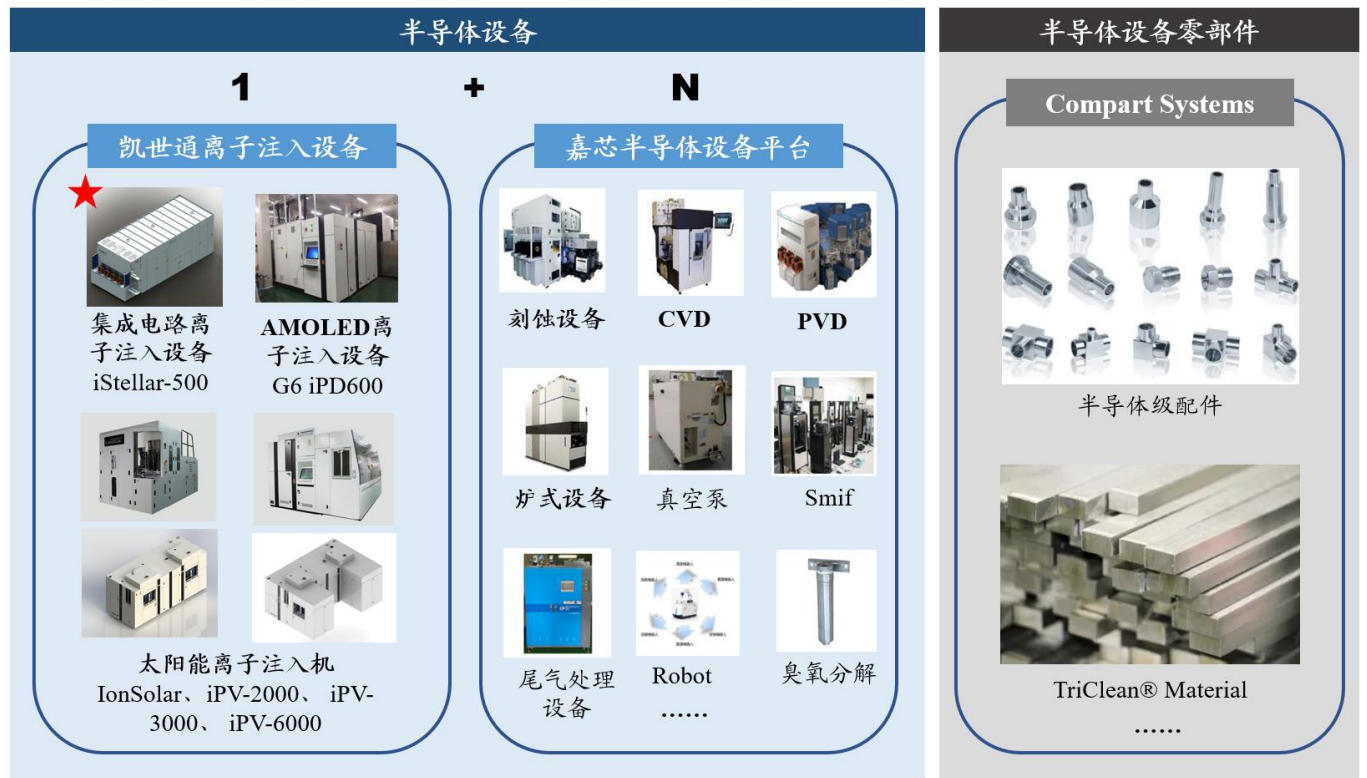 半导体设备
1 + N
凯世通离子注入设备
集成电路离
子注入设备
iStellar-500
AMOLED离
子注入设备
G6 iPD600
太阳能离子注入机
IonSolar、iPV-2000、 iPV-
3000、 iPV-6000
嘉芯半导体设备平台
刻蚀设备
CVD
PVD
炉式设备
真空泵
Smif
尾气处理
设备
Robot
臭氧分解
......
半导体设备零部件
Compart Systems
半导体级配件
TriClean® Material
......